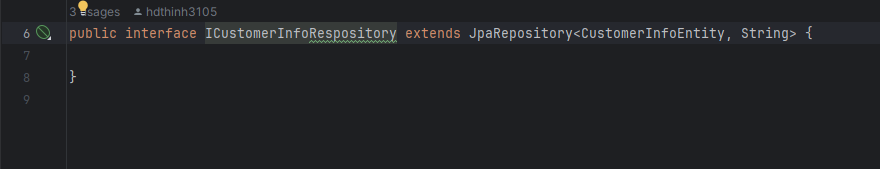 3 usages hdthinh3105
6 public interface ICustomerInfoRespository extends JpaRepository<CustomerInfoEntity, String> {
7
8 }
9